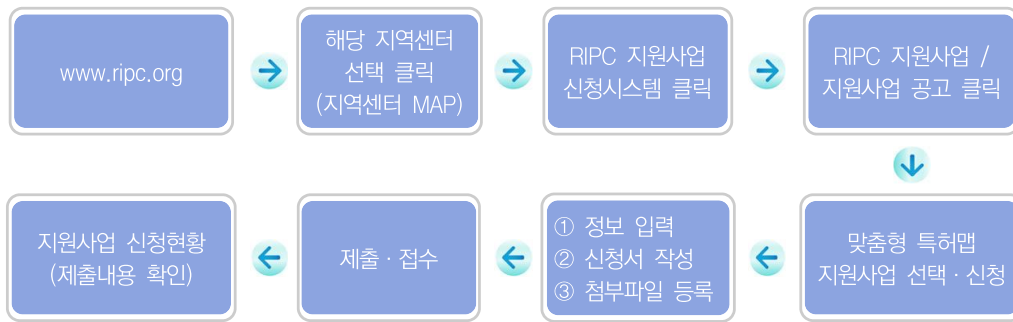 www.ripc.org
해당 지역센터
선택 클릭
(지역센터 MAP)
RIPC 지원사업
신청시스템 클릭
RIPC 지원사업 /
지원사업 공고 클릭
맞춤형 특허맵
지원사업 선택·신청
① 정보 입력
② 신청서 작성
③ 첨부파일 등록
제출·접수
지원사업 신청현황
(제출내용 확인)